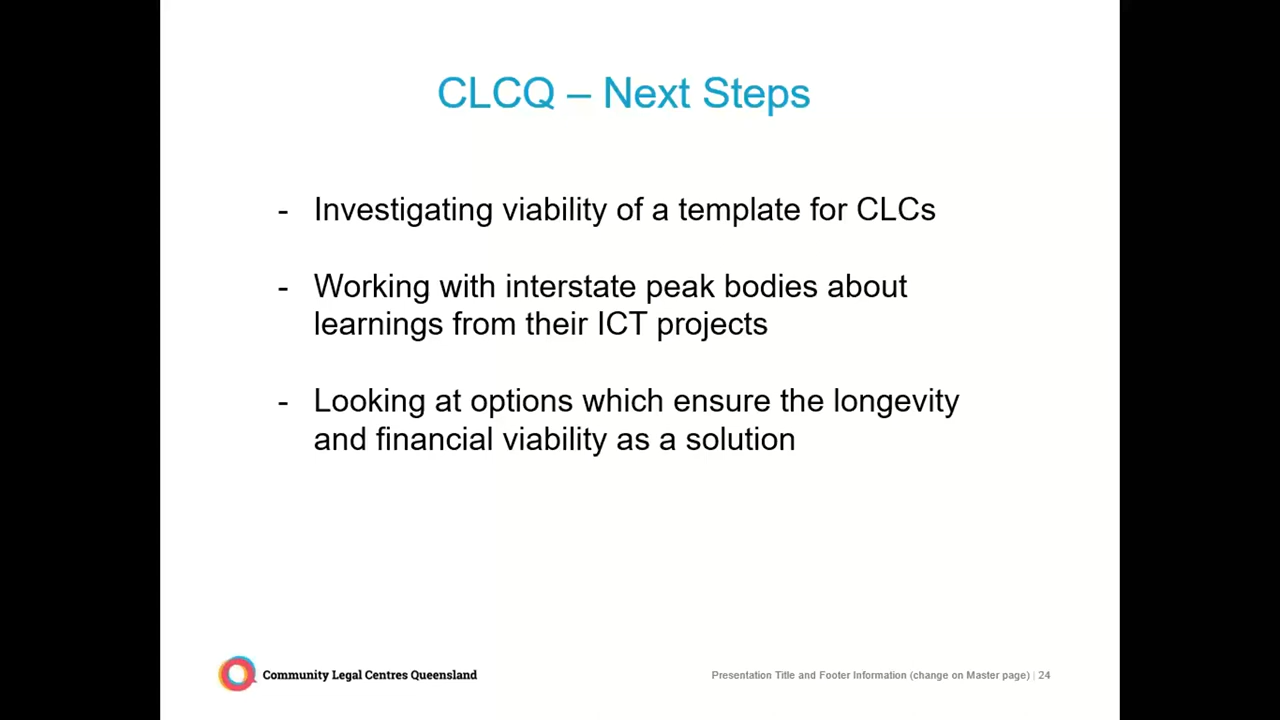 CLCQ – Next Steps
- Investigating viability of a template for CLCs
- Working with interstate peak bodies about
learnings from their ICT projects
- Looking at options which ensure the longevity
and financial viability as a solution
Community Legal Centres Queensland
Presentation Title and Footer Information (change on Master page) | 24